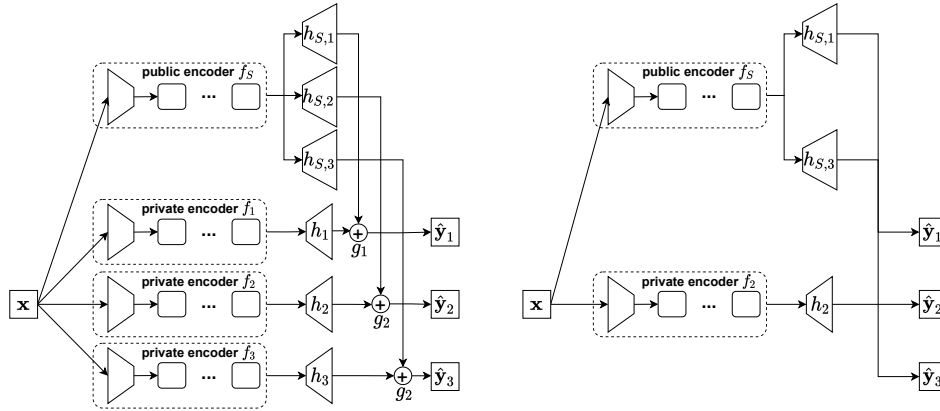 h_{S,1}
public encoder f_S
...
h_{S,2}
h_{S,3}
private encoder f_1
...
h_1
+
g_1
ŷ_1
x
private encoder f_2
...
h_2
+
g_2
ŷ_2
private encoder f_3
...
h_3
+
g_2
ŷ_3
h_{S,1}
public encoder f_S
...
h_{S,3}
ŷ_1
x
private encoder f_2
...
h_2
ŷ_2
ŷ_3